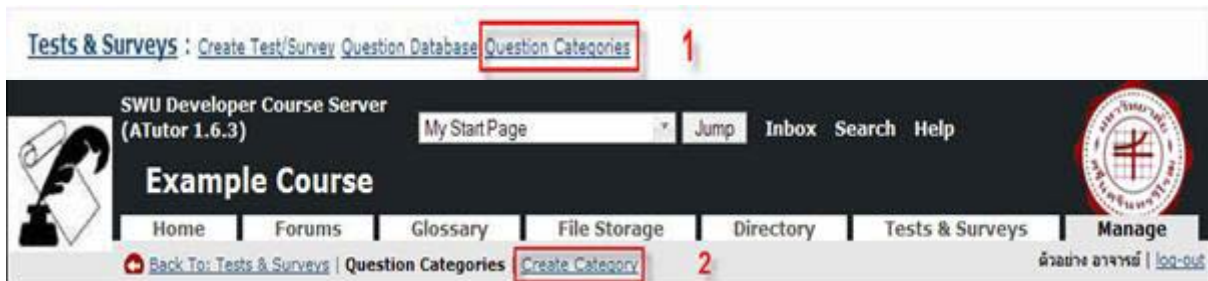 Tests & Surveys : Create Test/Survey Question Database Question Categories 1
SWU Developer Course Server
(ATutor 1.6.3)
My Start Page Jump Inbox Search Help
Example Course
Home Forums Glossary File Storage Directory Tests & Surveys Manage
Back To: Tests & Surveys | Question Categories | Create Category 2
ตัวอย่าง อาจารย์ | log-out